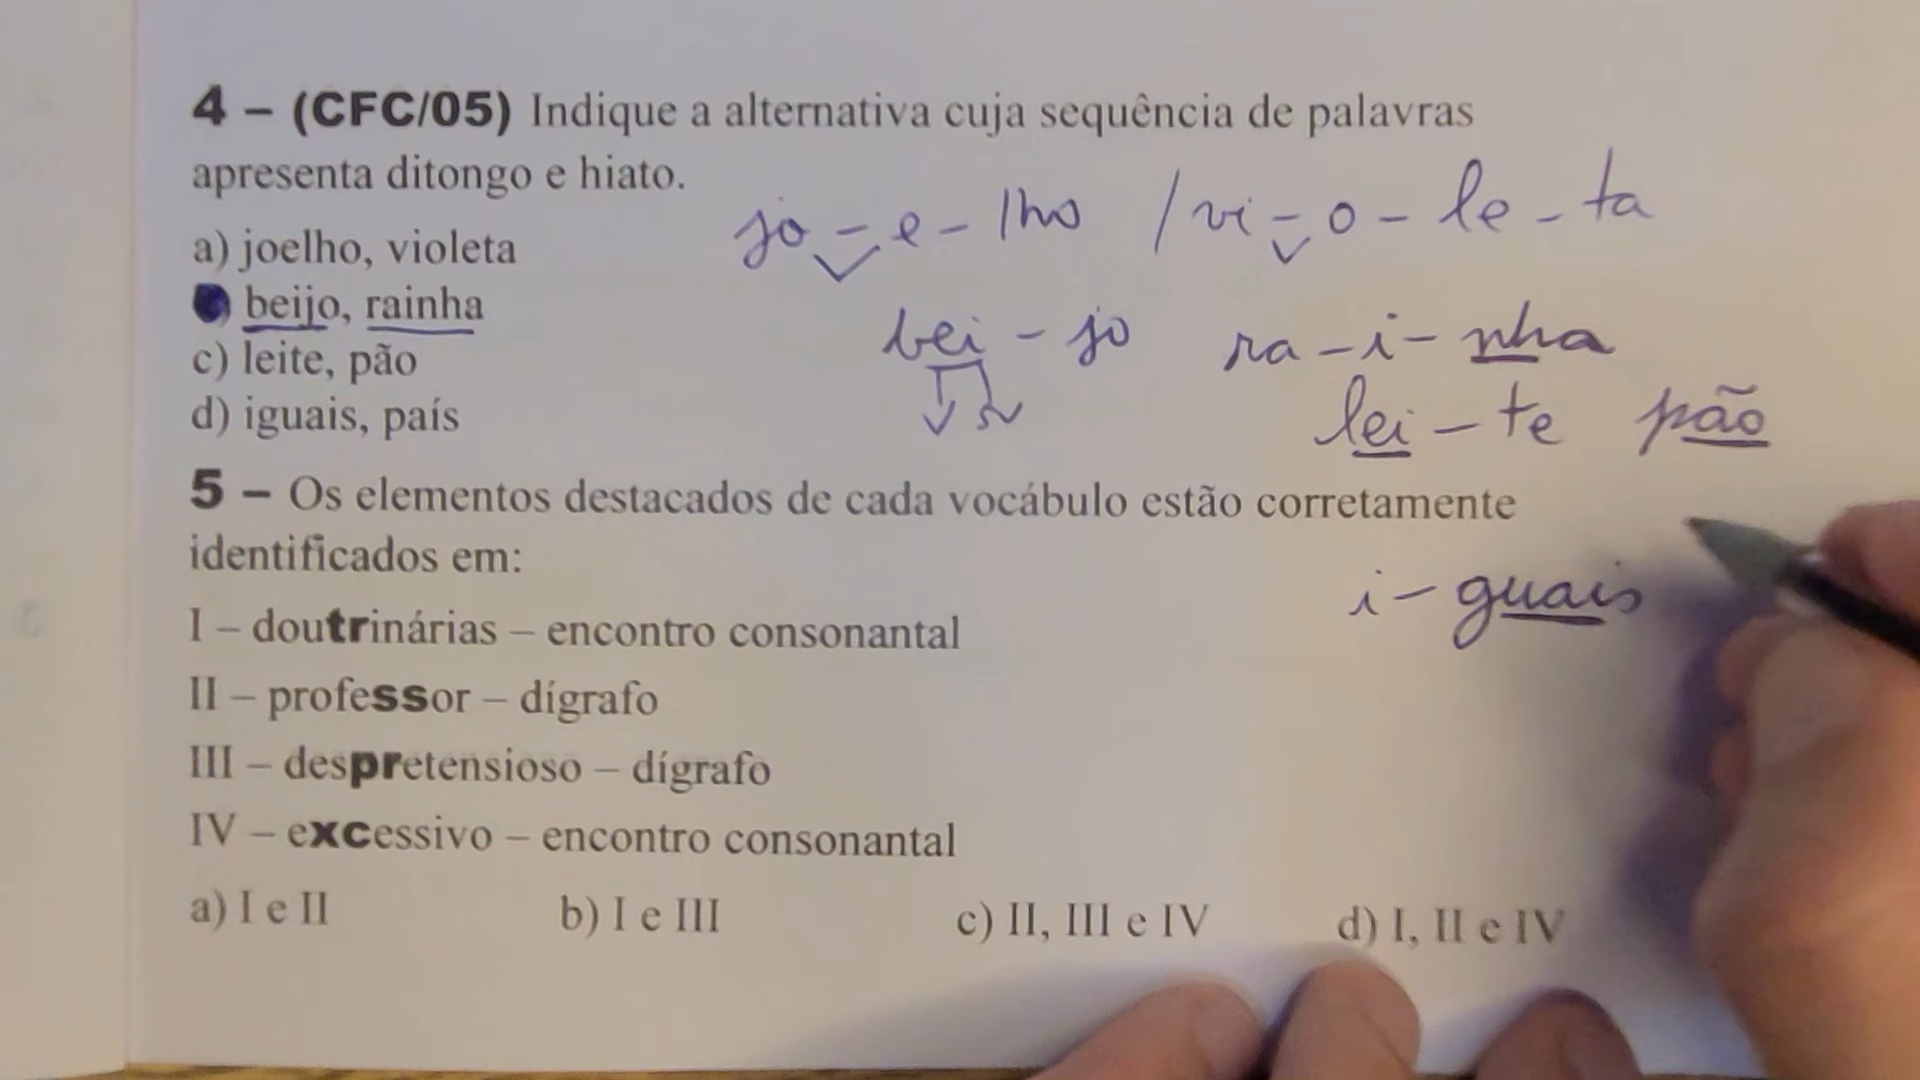 4 – (CFC/05) Indique a alternativa cuja sequência de palavras
apresenta ditongo e hiato.
jo – e – lho / vi – o – le – ta
a) joelho, violeta
beijo, rainha
bei – jo ra – i – nha
c) leite, pão
lei – te pão
d) iguais, país
5 – Os elementos destacados de cada vocábulo estão corretamente
identificados em:
i – guais
I – doutrinárias – encontro consonantal
II – professor – dígrafo
III – despretensioso – dígrafo
IV – excessivo – encontro consonantal
a) I e II b) I e III c) II, III e IV d) I, II e IV